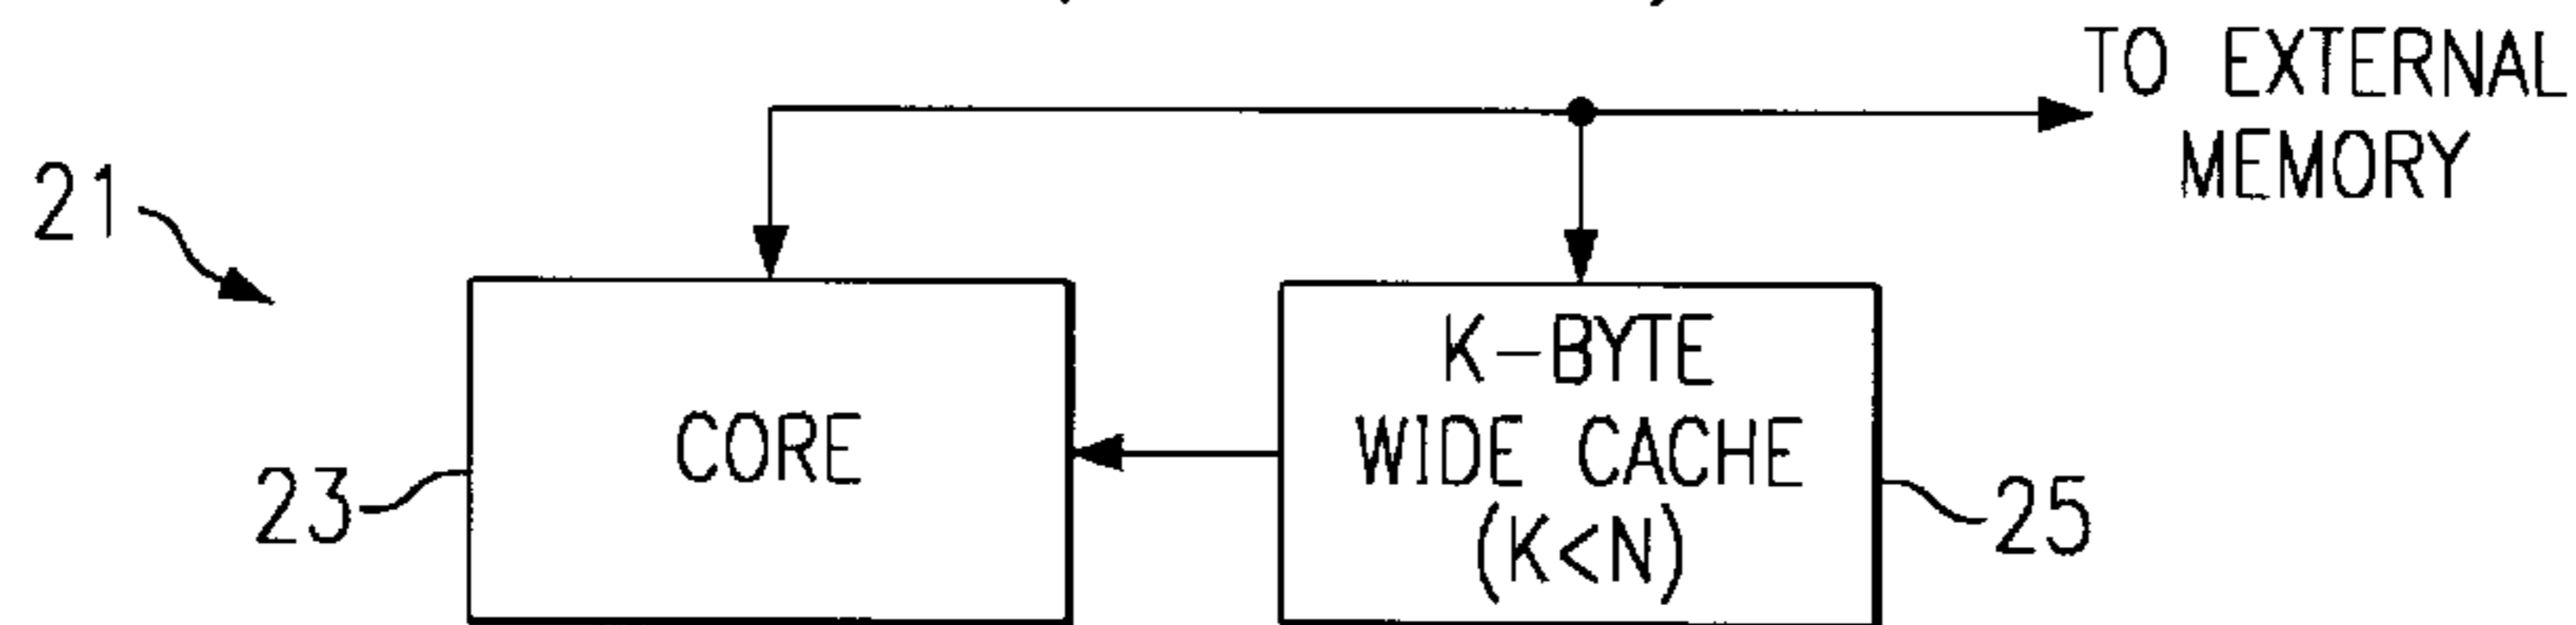 TO EXTERNAL
MEMORY
21
CORE
23
K-BYTE
WIDE CACHE
(K<N)
25